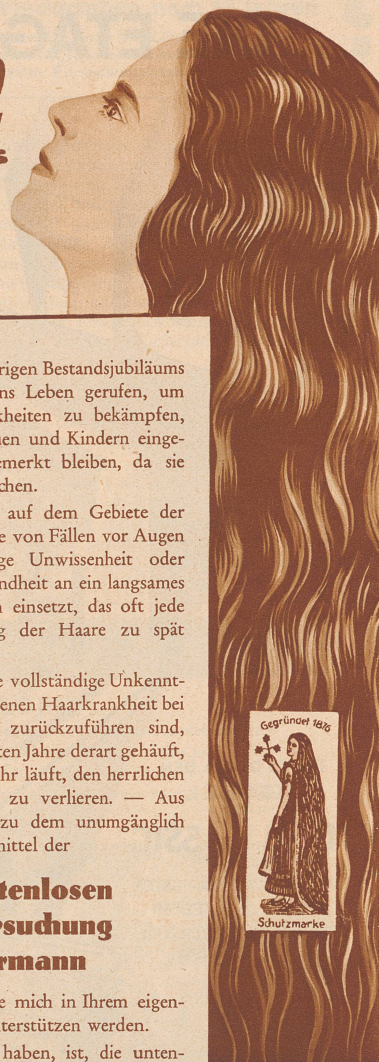 rigen Bestandsjubiläums
ns Leben gerufen, um
kheiten zu bekämpfen,
uen und Kindern einge-
emerkt bleiben, da sie
chen.
auf dem Gebiete der
e von Fällen vor Augen
ge Unwissenheit oder
ndheit an ein langsames
n einsetzt, das oft jede
g der Haare zu spät
e vollständige Unkennt-
enen Haarkrankheit bei
zurückzuführen sind,
ten Jahre derart gehäuft,
hr läuft, den herrlichen
zu verlieren. — Aus
zu dem unumgänglich
mittel der
tenlosen
rsuchung
rmann
e mich in Ihrem eigen-
nterstützen werden.
haben, ist, die unten-
Gegründet 1876
Schutzmarke